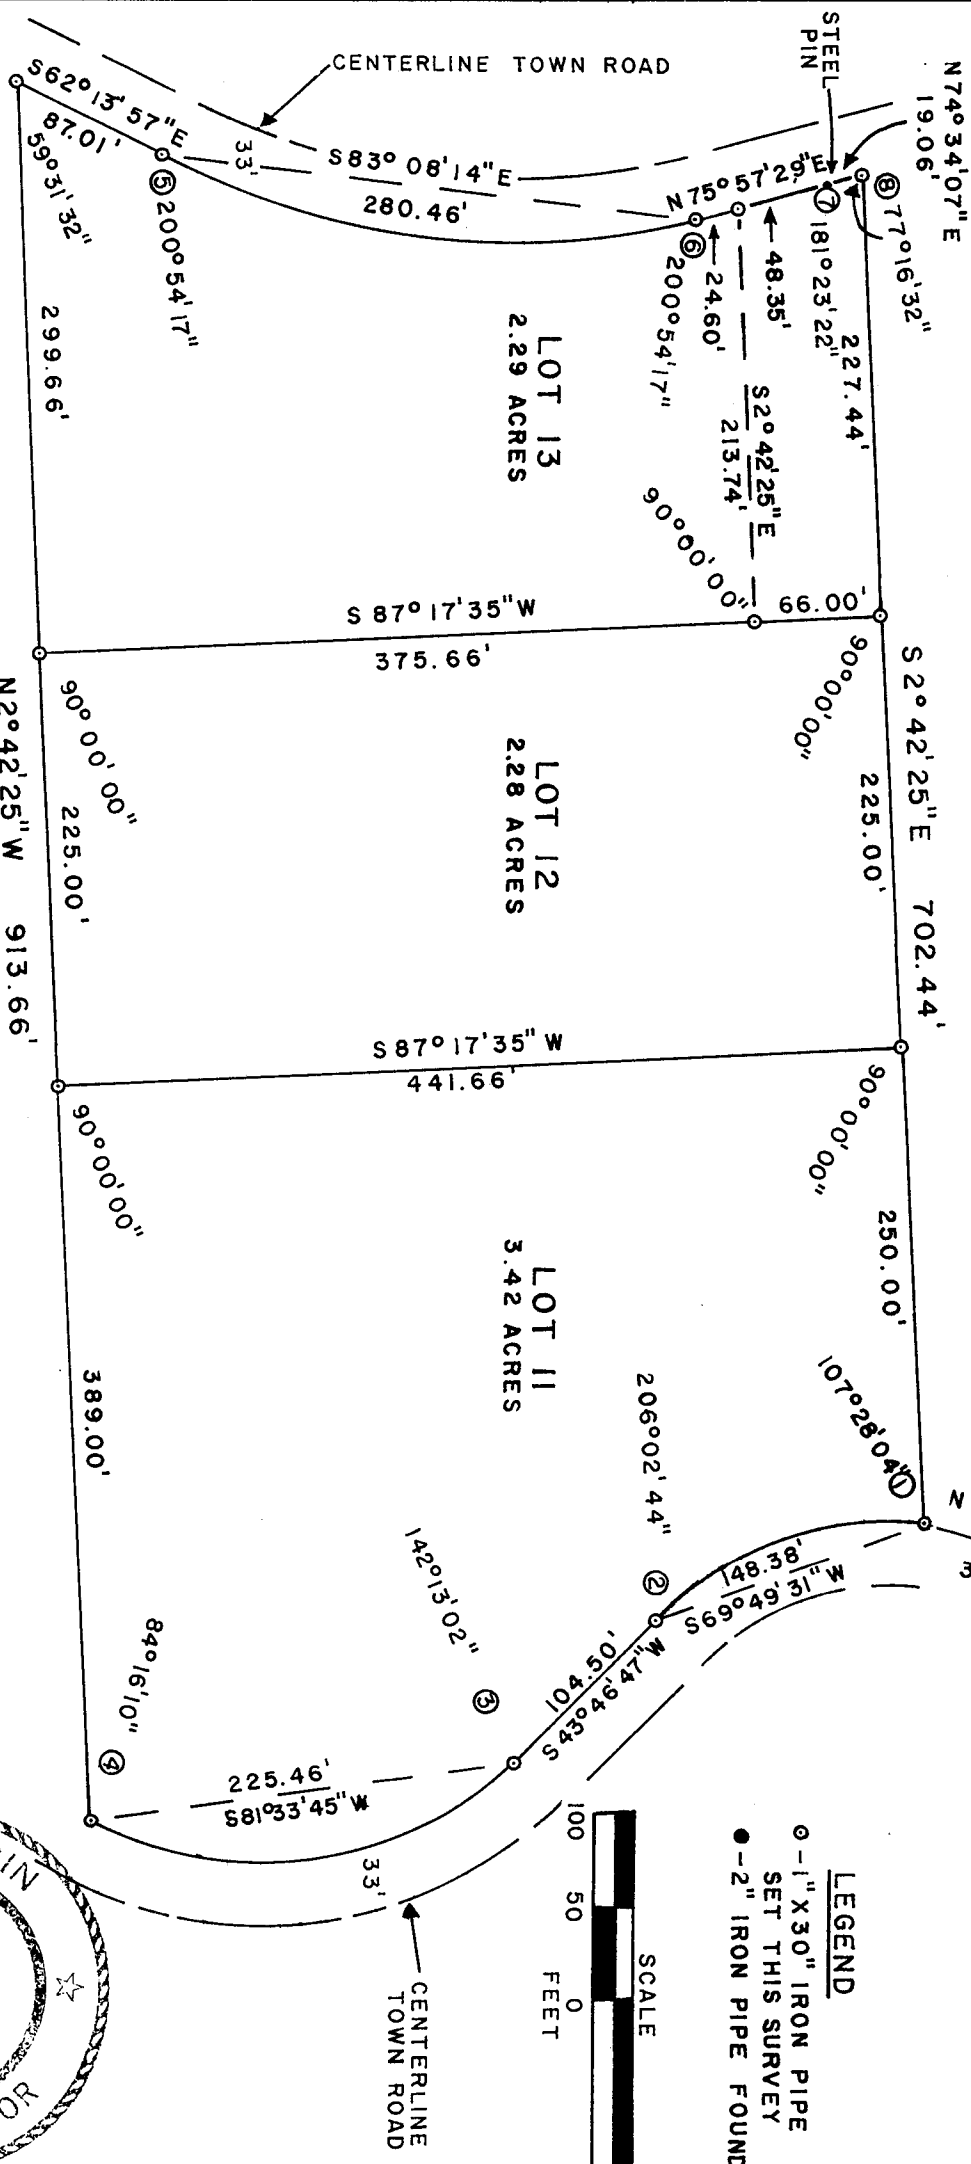 CENTERLINE TOWN ROAD
STEEL
PIN
N74°34'07"E
19.06'
S62°13'57"E
87.01'
59°31'32"
⑤ 200°54'17"
33'
S83°08'14"E
280.46'
N75°57'29"E
⑧ 77°16'32"
⑦ 181°23'22"
48.35'
24.60'
⑥ 200°54'17"
227.44'
299.66'
LOT 13
2.29 ACRES
S2°42'25"E
213.74'
90°00'00"
66.00'
S 87°17'35"W
375.66'
90°00'00"
90°00'00"
S 2°42'25"E 702.44'
225.00'
LOT 12
2.28 ACRES
225.00'
N2°42'25"W 913.66'
S 87°17'35"W
441.66'
90°00'00"
90°00'00"
250.00'
LOT 11
3.42 ACRES
389.00'
107°28'04"
①
N
206°02'44"
②
148.38'
S69°49'31"W
104.50'
S43°46'47"W
142°13'02"
③
84°16'10"
④
225.46'
S81°33'45"W
33'
CENTERLINE
TOWN ROAD
LEGEND
-1"X30" IRON PIPE
SET THIS SURVEY
-2" IRON PIPE FOUND
SCALE
100 50 0
FEET
IN
OR